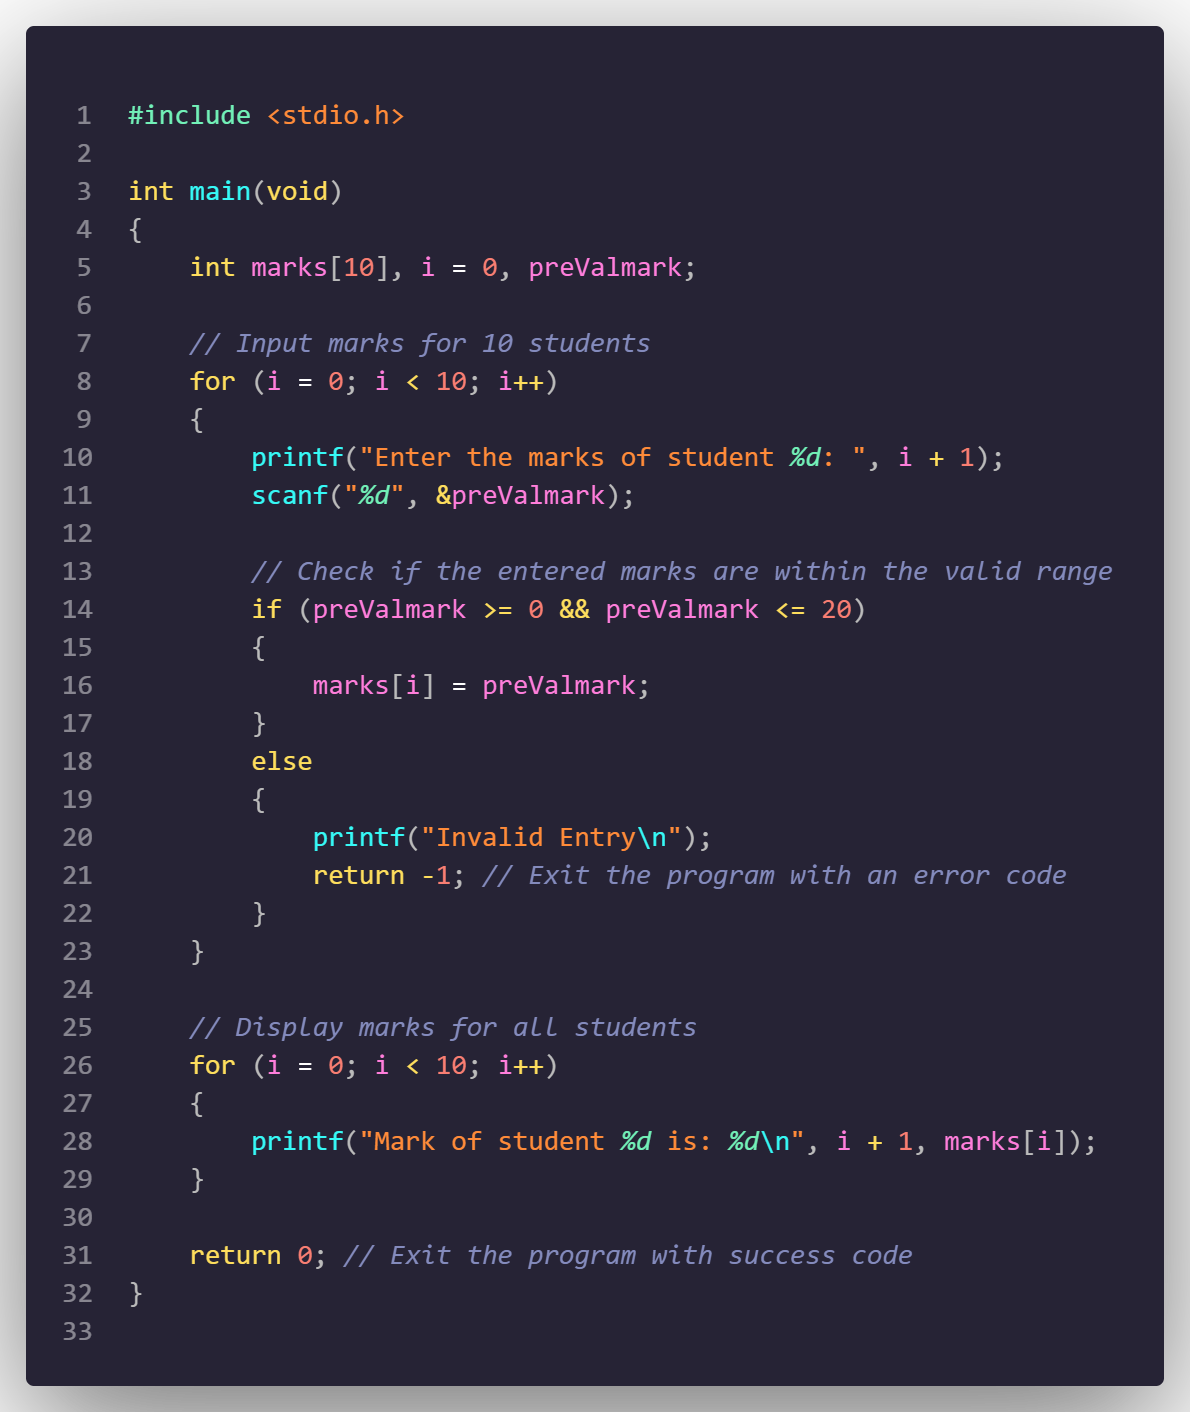 1 #include <stdio.h>
2
3 int main(void)
4 {
5     int marks[10], i = 0, preValmark;
6
7     // Input marks for 10 students
8     for (i = 0; i < 10; i++)
9     {
10         printf("Enter the marks of student %d: ", i + 1);
11         scanf("%d", &preValmark);
12
13         // Check if the entered marks are within the valid range
14         if (preValmark >= 0 && preValmark <= 20)
15         {
16             marks[i] = preValmark;
17         }
18         else
19         {
20             printf("Invalid Entry\n");
21             return -1; // Exit the program with an error code
22         }
23     }
24
25     // Display marks for all students
26     for (i = 0; i < 10; i++)
27     {
28         printf("Mark of student %d is: %d\n", i + 1, marks[i]);
29     }
30
31     return 0; // Exit the program with success code
32 }
33